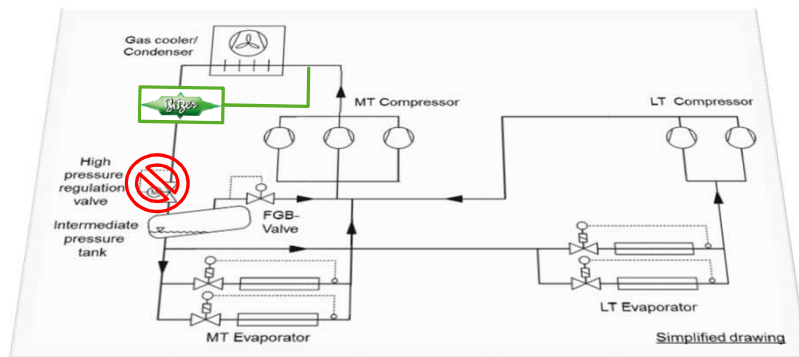 Gas cooler/
Condenser
MT Compressor
LT Compressor
High
pressure
regulation
valve
Intermediate
pressure
tank
FGB-
Valve
MT Evaporator
LT Evaporator
Simplified drawing